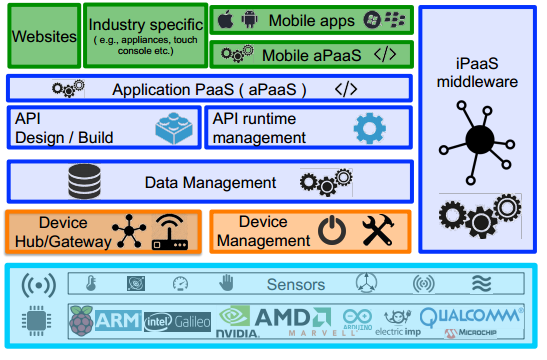 Websites
Industry specific
( e.g., appliances, touch
console etc.)
Mobile apps
Mobile aPaaS </>
iPaaS
middleware
Application PaaS ( aPaaS ) </>
API
Design / Build
API runtime
management
Data Management
Device
Hub/Gateway
Device
Management
Sensors
ARM
intel Galileo
NVIDIA.
AMD
MARVELL
ARDUINO
electric imp
QUALCOMM
MICROCHIP